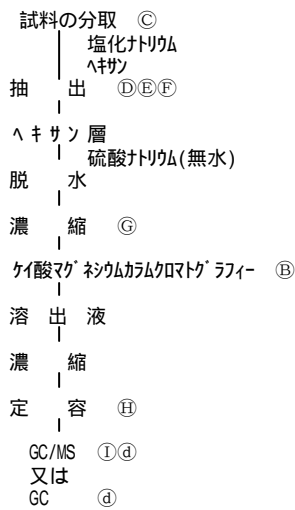 試料の分取 Ⓒ
塩化ﾅﾄﾘｳﾑ
ﾍｷｻﾝ
抽 出 ⒹⒺⒻ
ヘキサン層
硫酸ﾅﾄﾘｳﾑ(無水)
脱 水
濃 縮 Ⓖ
ｹｲ酸ﾏｸﾞﾈｼｳﾑｶﾗﾑｸﾛﾏﾄｸﾞﾗﾌｨｰ Ⓑ
溶 出 液
濃 縮
定 容 Ⓗ
GC/MS Ⓘⓓ
又は
GC ⓓ